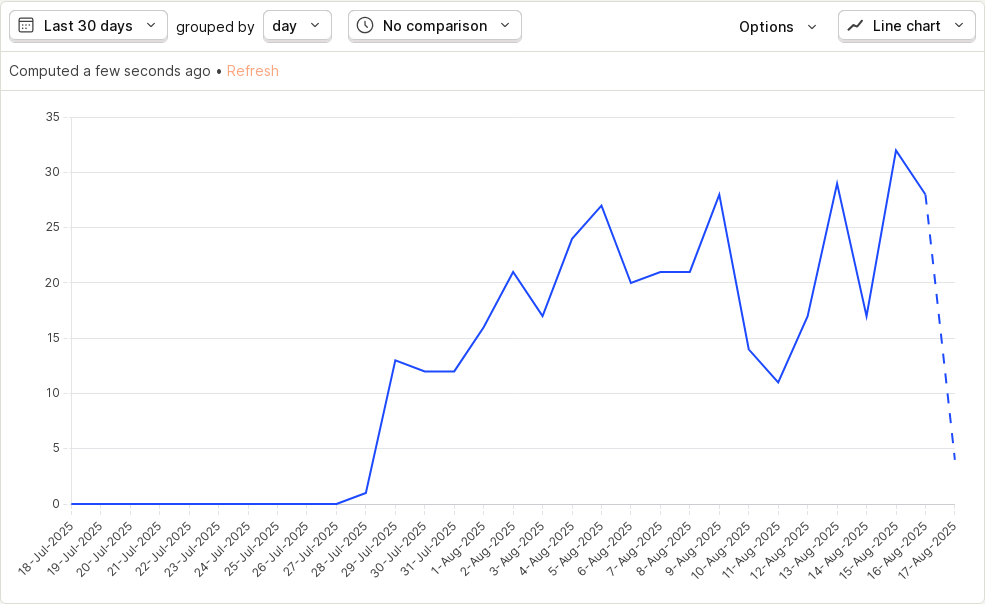 Last 30 days grouped by day No comparison Options Line chart
Computed a few seconds ago • Refresh
35
30
25
20
15
10
5
0
18-Jul-2025
19-Jul-2025
20-Jul-2025
21-Jul-2025
22-Jul-2025
23-Jul-2025
24-Jul-2025
25-Jul-2025
26-Jul-2025
27-Jul-2025
28-Jul-2025
29-Jul-2025
30-Jul-2025
31-Jul-2025
1-Aug-2025
2-Aug-2025
3-Aug-2025
4-Aug-2025
5-Aug-2025
6-Aug-2025
7-Aug-2025
8-Aug-2025
9-Aug-2025
10-Aug-2025
11-Aug-2025
12-Aug-2025
13-Aug-2025
14-Aug-2025
15-Aug-2025
16-Aug-2025
17-Aug-2025